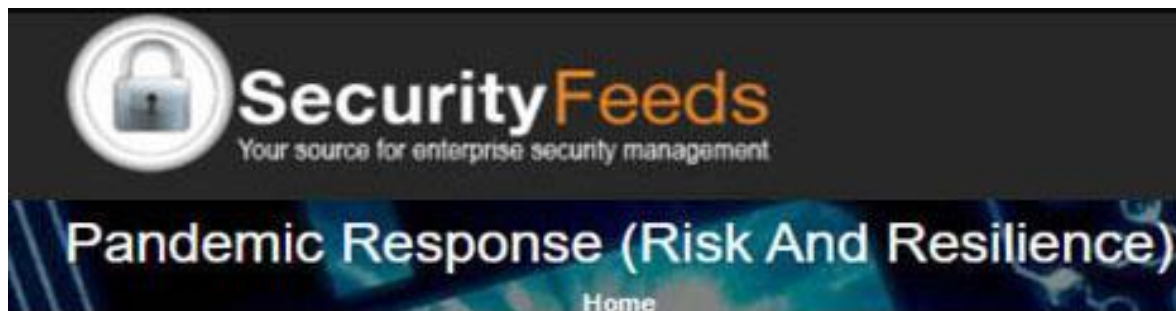 SecurityFeeds
Your source for enterprise security management
Pandemic Response (Risk And Resilience)
Home